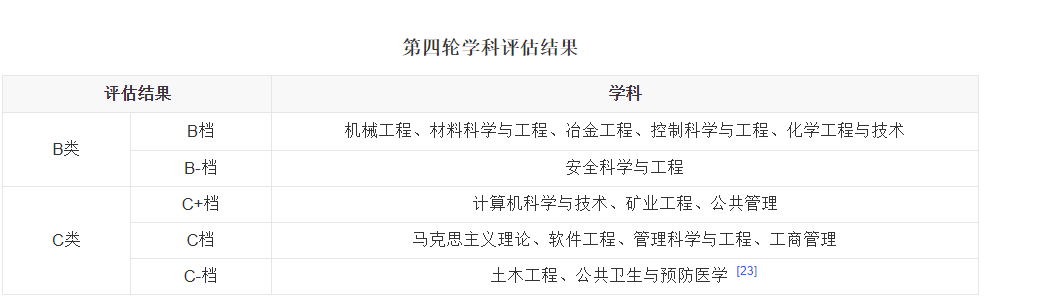 第四轮学科评估结果
评估结果 学科
B类 B档 机械工程、材料科学与工程、冶金工程、控制科学与工程、化学工程与技术
B-档 安全科学与工程
C类 C+档 计算机科学与技术、矿业工程、公共管理
C档 马克思主义理论、软件工程、管理科学与工程、工商管理
C-档 土木工程、公共卫生与预防医学 [23]